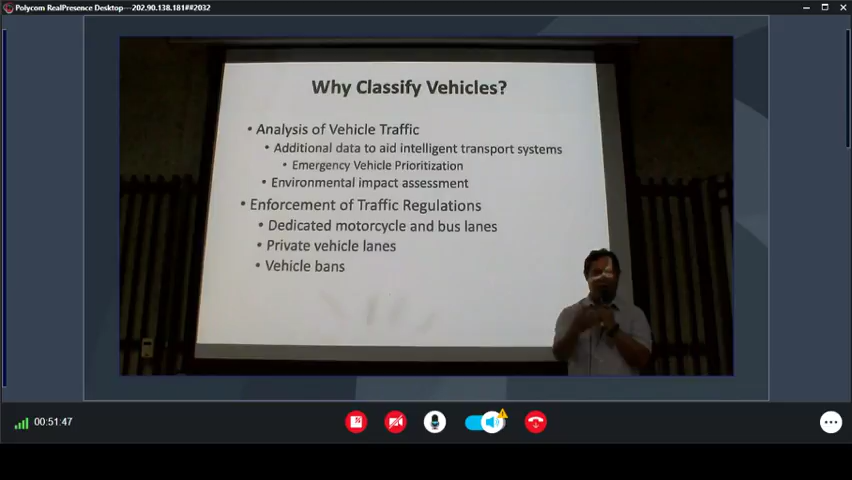 Polycom RealPresence Desktop---202.90.138.181##2032
Why Classify Vehicles?
• Analysis of Vehicle Traffic
• Additional data to aid intelligent transport systems
• Emergency Vehicle Prioritization
• Environmental impact assessment
• Enforcement of Traffic Regulations
• Dedicated motorcycle and bus lanes
• Private vehicle lanes
• Vehicle bans
00:51:47